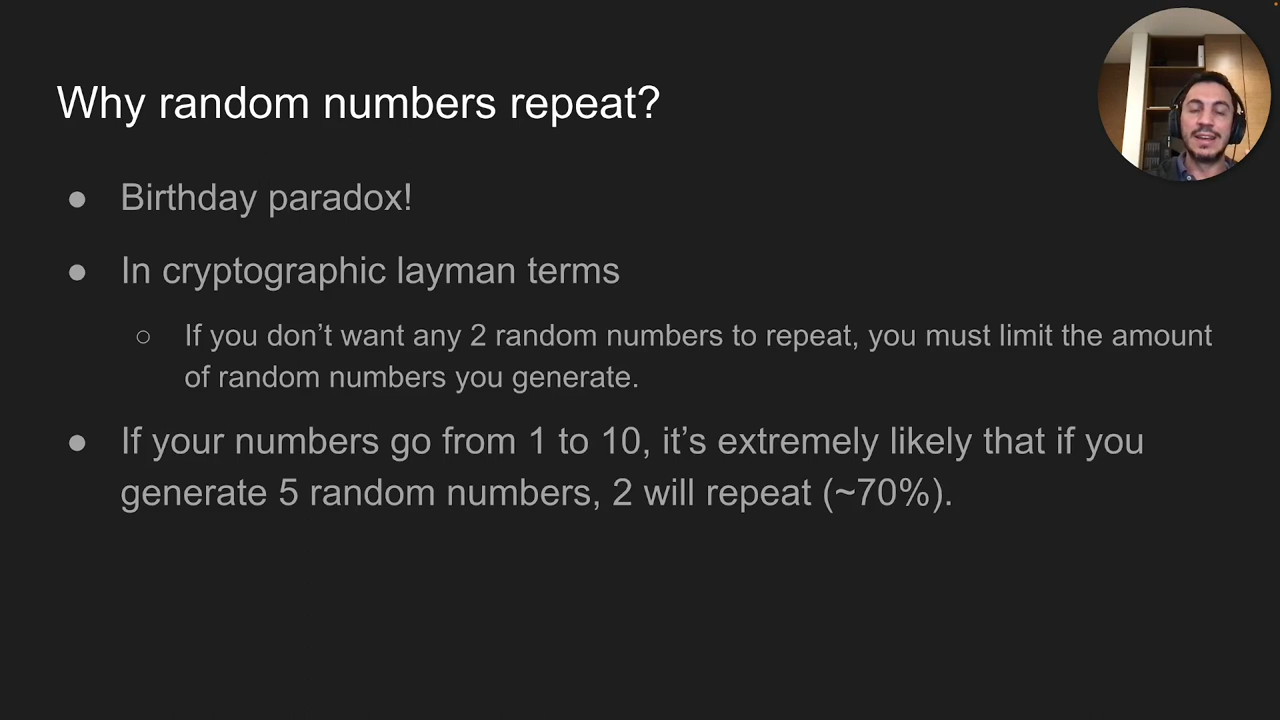 Why random numbers repeat?
● Birthday paradox!
● In cryptographic layman terms
○ If you don’t want any 2 random numbers to repeat, you must limit the amount
of random numbers you generate.
● If your numbers go from 1 to 10, it’s extremely likely that if you
generate 5 random numbers, 2 will repeat (~70%).